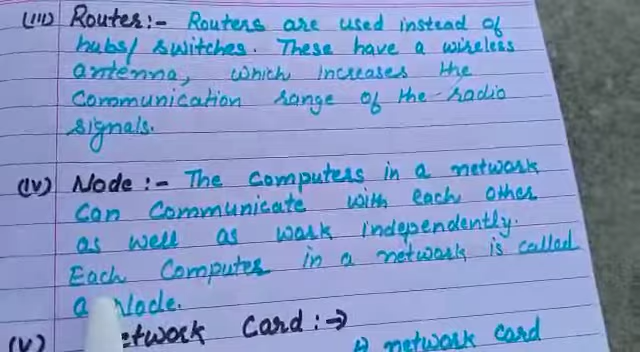 (iii) Router:- Routers are used instead of
hubs/ switches. These have a wireless
antenna, which increases the
Communication range of the radio
signals.
(iv) Node:- The computers in a network
can communicate with each other
as well as work independently.
Each computer in a network is called
a Node.
(v) etwork Card:→
network card